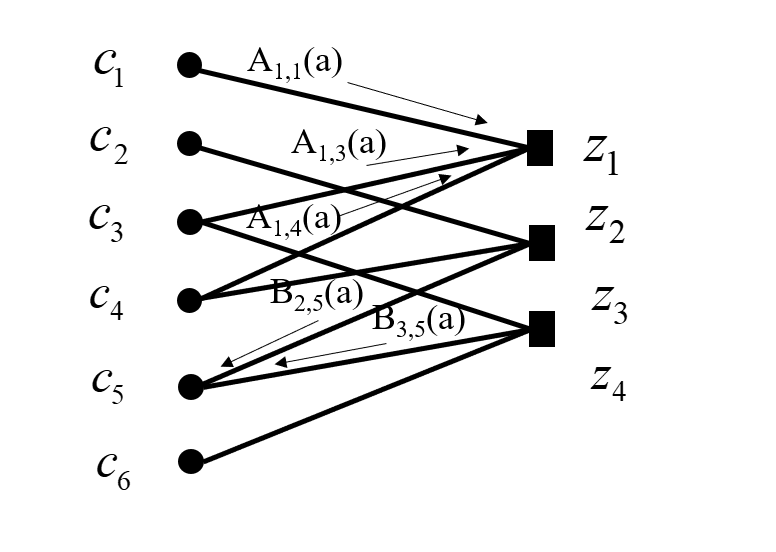 c₁
A₁,₁(a)
c₂
A₁,₃(a)
z₁
c₃
A₁,₄(a)
z₂
c₄
B₂,₅(a)
z₃
B₃,₅(a)
c₅
z₄
c₆